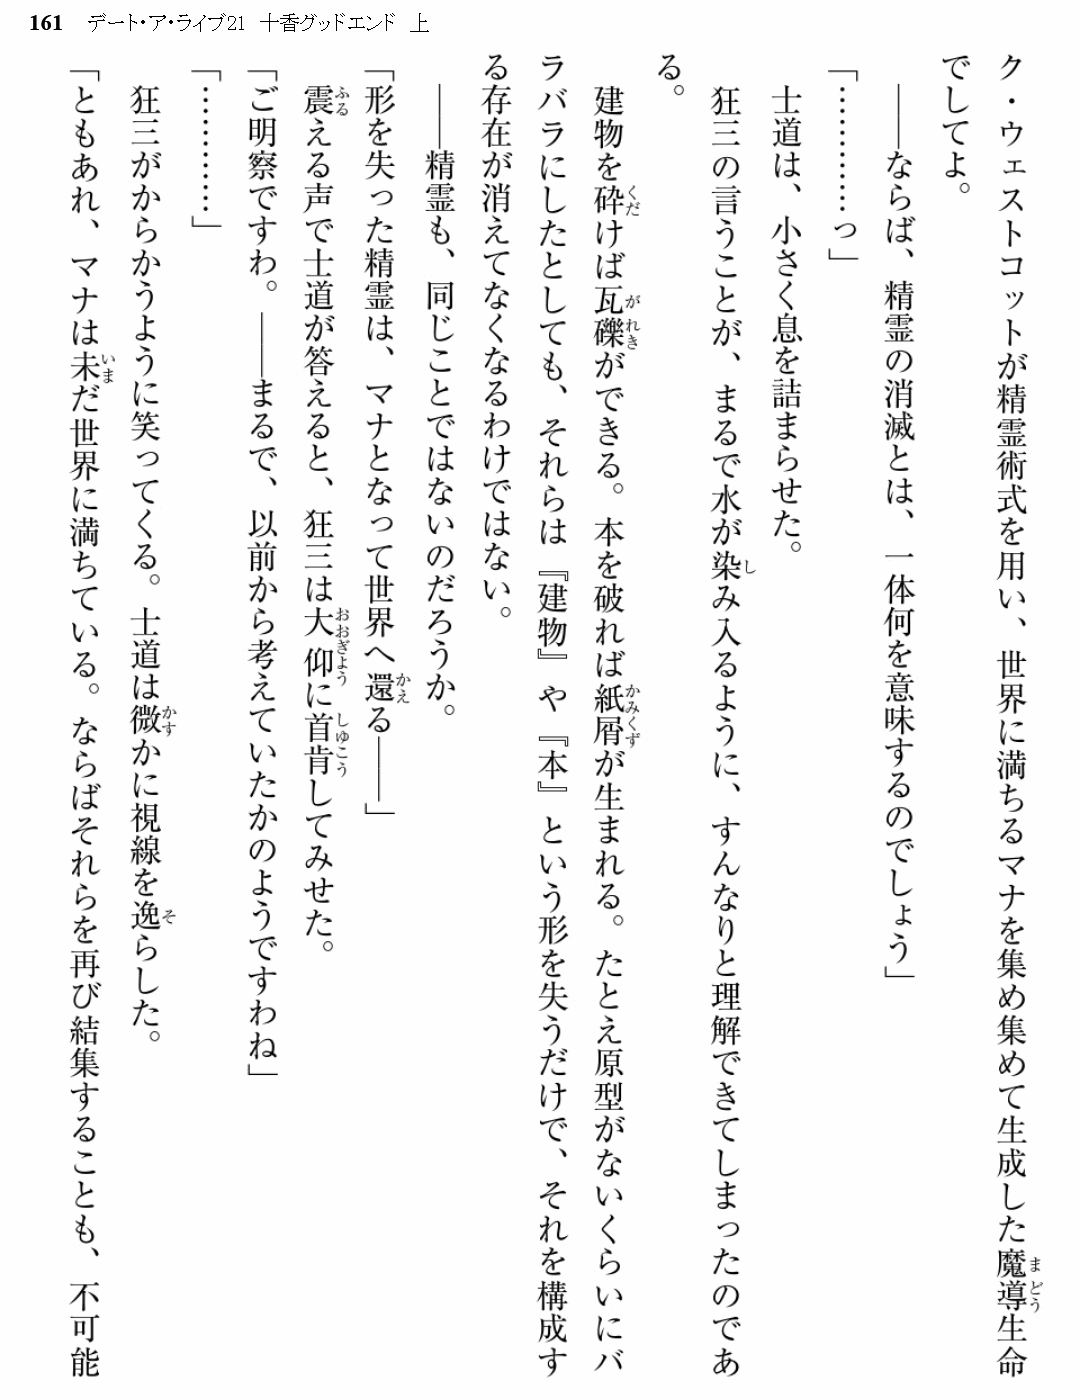 161 デート・ア・ライブ21 十香グッドエンド 上
ク・ウェストコットが精霊術式を用い、世界に満ちるマナを集め集めて生成した魔導生命
でしてよ。
――ならば、精霊の消滅とは、一体何を意味するのでしょう」
「…………っ」
士道は、小さく息を詰まらせた。
狂三の言うことが、まるで水が染み入るように、すんなりと理解できてしまったのであ
る。
建物を砕けば瓦礫ができる。本を破れば紙屑が生まれる。たとえ原型がないくらいにバ
ラバラにしたとしても、それらは『建物』や『本』という形を失うだけで、それを構成す
る存在が消えてなくなるわけではない。
――精霊も、同じことではないのだろうか。
「形を失った精霊は、マナとなって世界へ還る――」
震える声で士道が答えると、狂三は大仰に首肯してみせた。
「ご明察ですわ。――まるで、以前から考えていたかのようですわね」
「…………」
狂三がからかうように笑ってくる。士道は微かに視線を逸らした。
「ともあれ、マナは未だ世界に満ちている。ならばそれらを再び結集することも、不可能